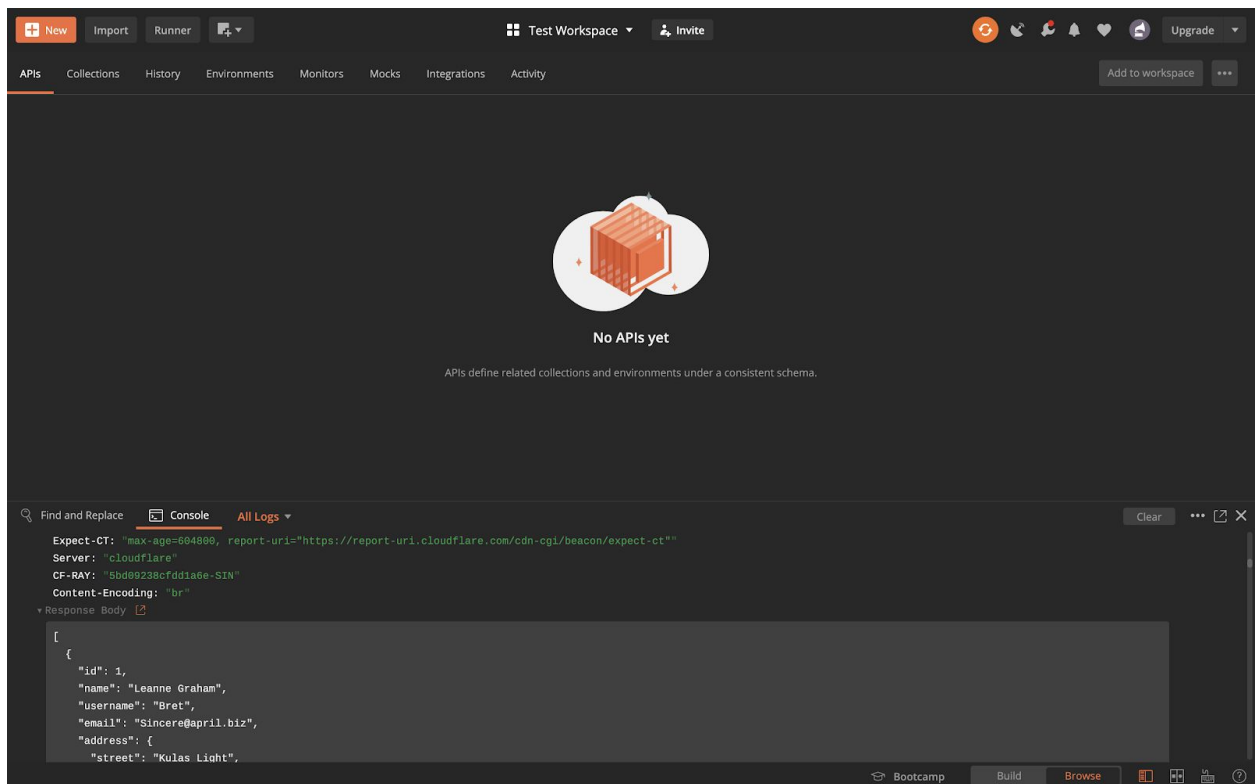 New Import Runner Test Workspace Invite Upgrade
APIs Collections History Environments Monitors Mocks Integrations Activity Add to workspace
No APIs yet
APIs define related collections and environments under a consistent schema.
Find and Replace Console All Logs Clear
Expect-CT: "max-age=604800, report-uri="https://report-uri.cloudflare.com/cdn-cgi/beacon/expect-ct""
Server: "cloudflare"
CF-RAY: "5bd09238cfdd1a6e-SIN"
Content-Encoding: "br"
Response Body
[
{
"id": 1,
"name": "Leanne Graham",
"username": "Bret",
"email": "Sincere@april.biz",
"address": {
"street": "Kulas Light",
Bootcamp Build Browse